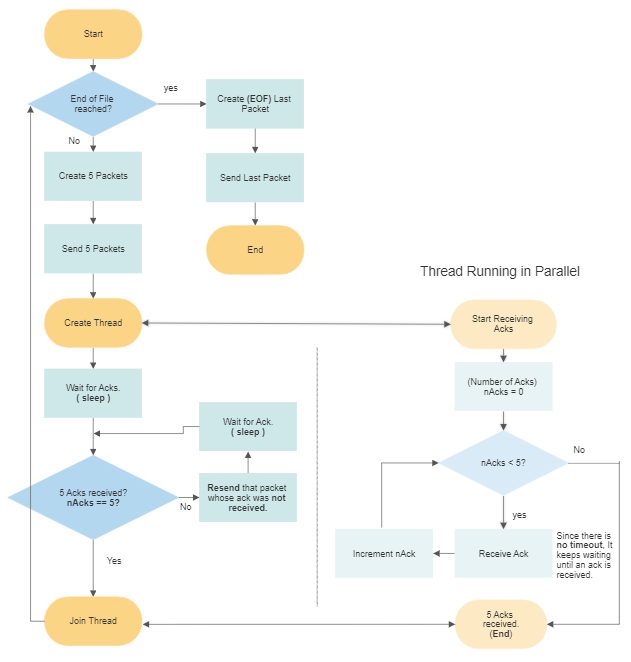 Start
End of File
reached?
yes
Create (EOF) Last
Packet
No
Create 5 Packets
Send Last Packet
Send 5 Packets
End
Thread Running in Parallel
Create Thread
Start Receiving
Acks
Wait for Acks.
( sleep )
(Number of Acks)
nAcks = 0
Wait for Ack.
( sleep )
5 Acks received?
nAcks == 5?
No
Resend that packet
whose ack was not
received.
nAcks < 5?
No
yes
Yes
Increment nAck
Receive Ack
Since there is
no timeout, It
keeps waiting
until an ack is
received.
Join Thread
5 Acks
received.
(End)